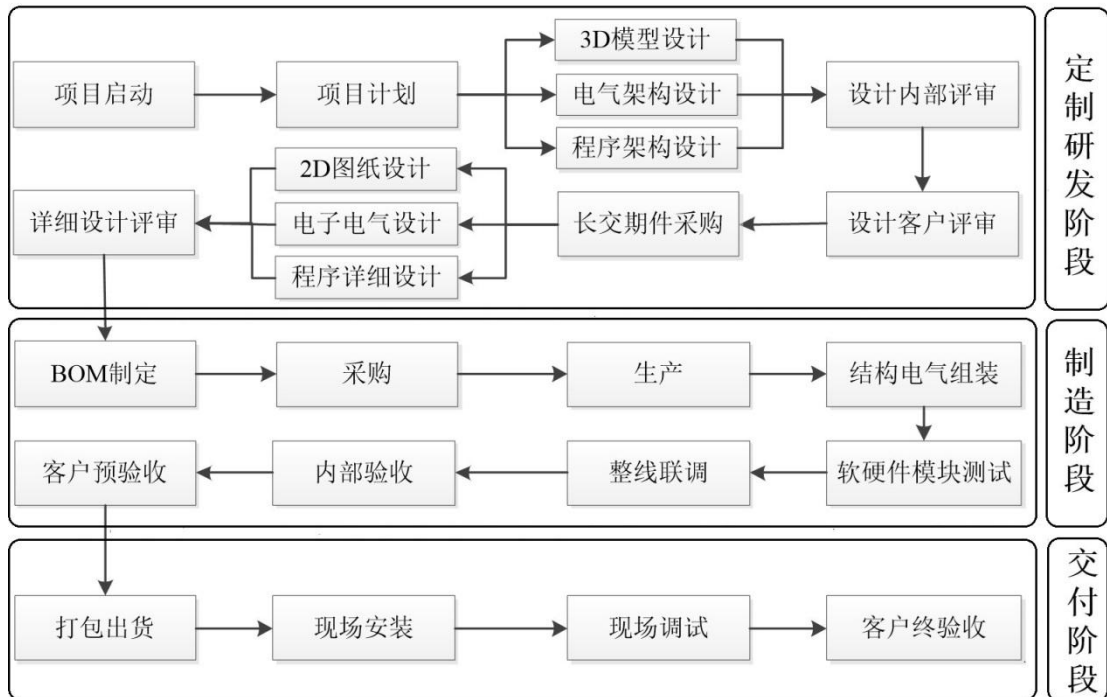 项目启动
项目计划
3D模型设计
电气架构设计
程序架构设计
设计内部评审
设计客户评审
长交期件采购
2D图纸设计
电子电气设计
程序详细设计
详细设计评审
定制研发阶段
BOM制定
采购
生产
结构电气组装
软硬件模块测试
整线联调
内部验收
客户预验收
制造阶段
打包出货
现场安装
现场调试
客户终验收
交付阶段